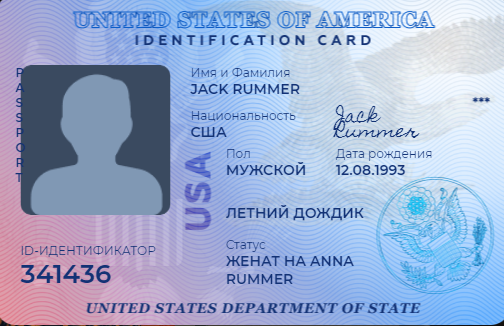 UNITED STATES OF AMERICA
IDENTIFICATION CARD
PASSPORT
Имя и Фамилия
JACK RUMMER
***
Национальность
США
Jack
Rummer
Пол
МУЖСКОЙ
Дата рождения
12.08.1993
USA
ЛЕТНИЙ ДОЖДИК
ID-ИДЕНТИФИКАТОР
341436
Статус
ЖЕНАТ НА ANNA
RUMMER
UNITED STATES DEPARTMENT OF STATE